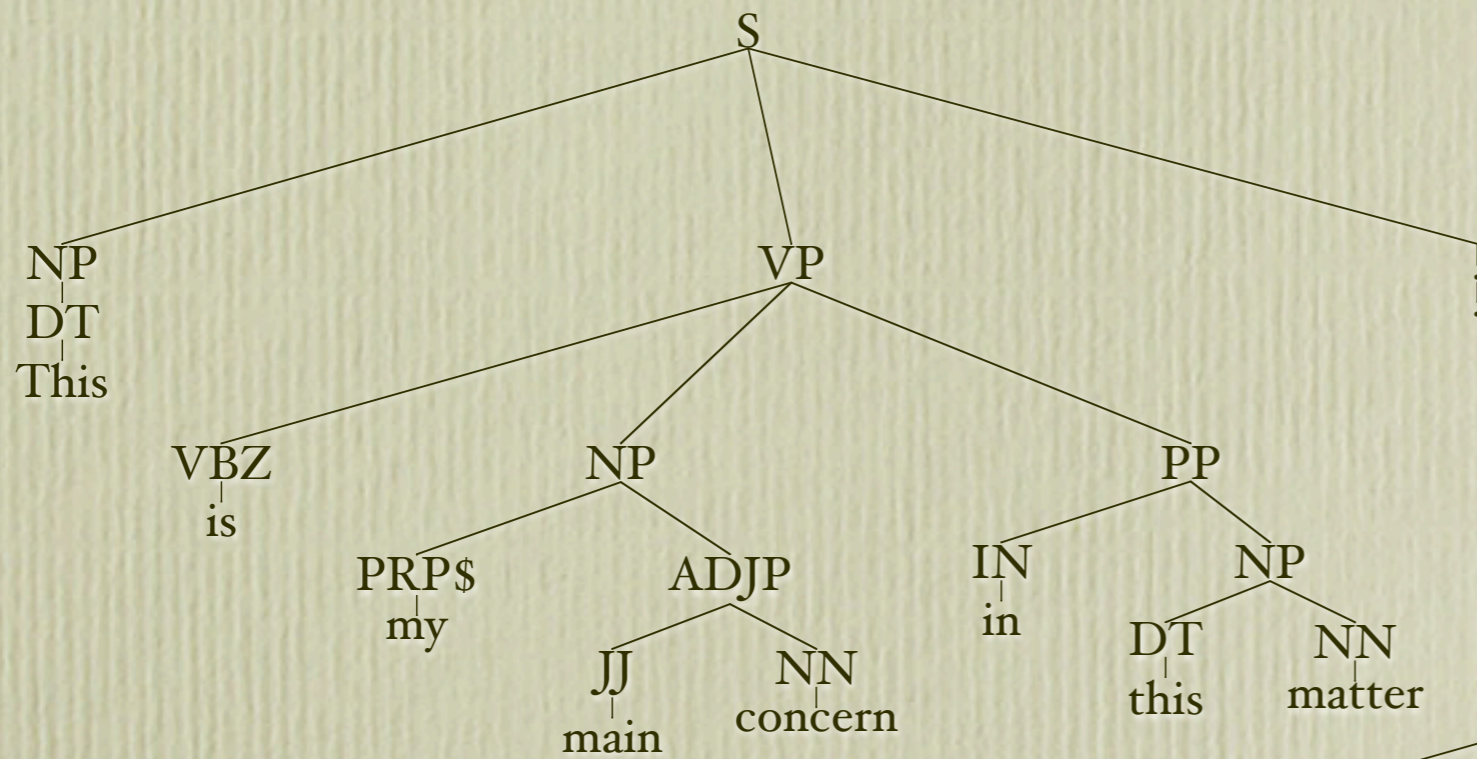 S
NP VP
DT
This
VBZ NP PP
is
PRP$ ADJP IN NP
my in
JJ NN DT NN
main concern this matter